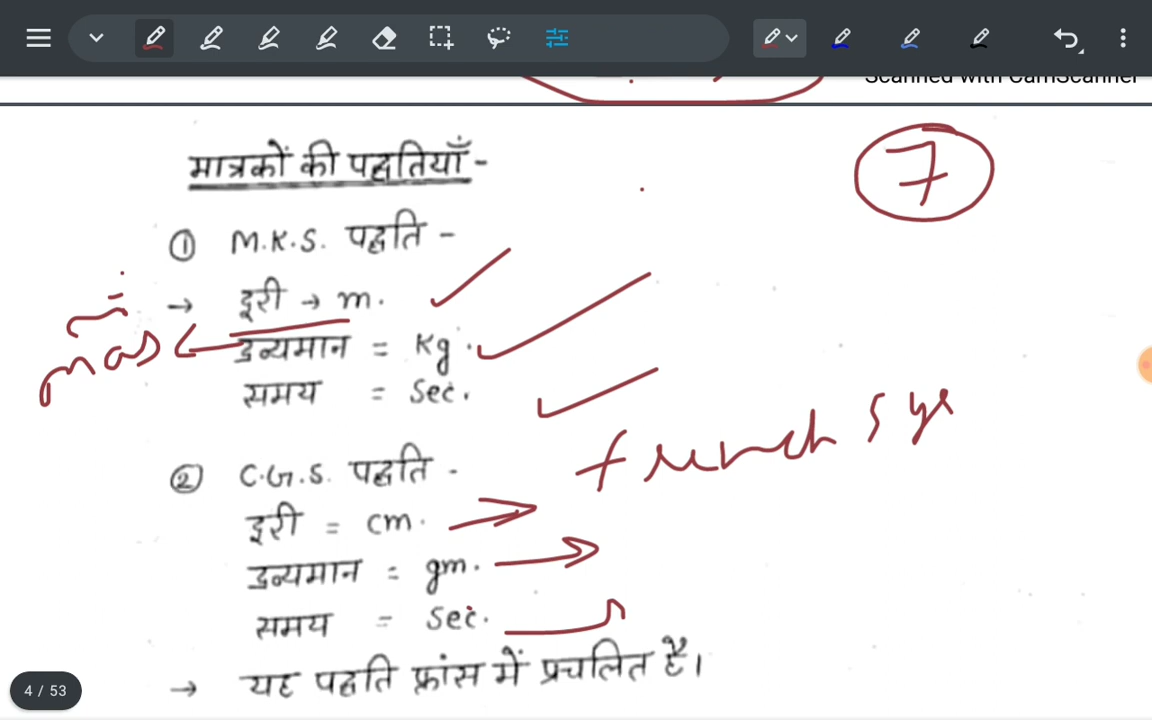 Scanned with CamScanner
मात्रकों की पद्धतियाँ -
7
① M.K.S. पद्धति -
→ दूरी → m.
mas ← द्रव्यमान = Kg.
समय = Sec.
french sys
② C.G.S. पद्धति -
दूरी = cm.
द्रव्यमान = gm.
समय = Sec.
→ यह पद्धति फ्रांस में प्रचलित है।
4 / 53